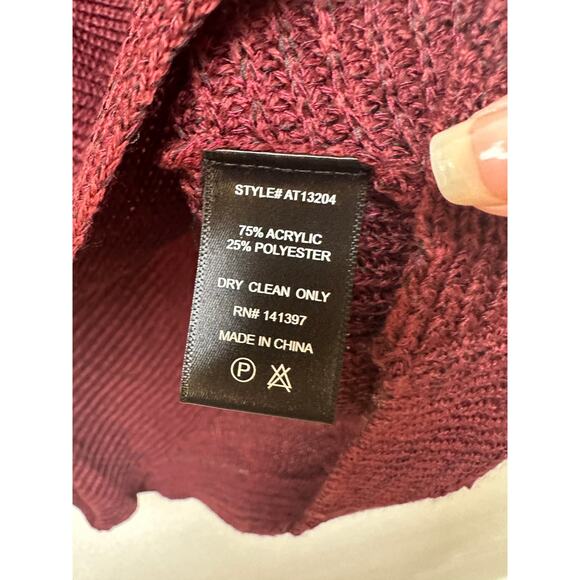 STYLE# AT13204
75% ACRYLIC
25% POLYESTER
DRY CLEAN ONLY
RN# 141397
MADE IN CHINA
P